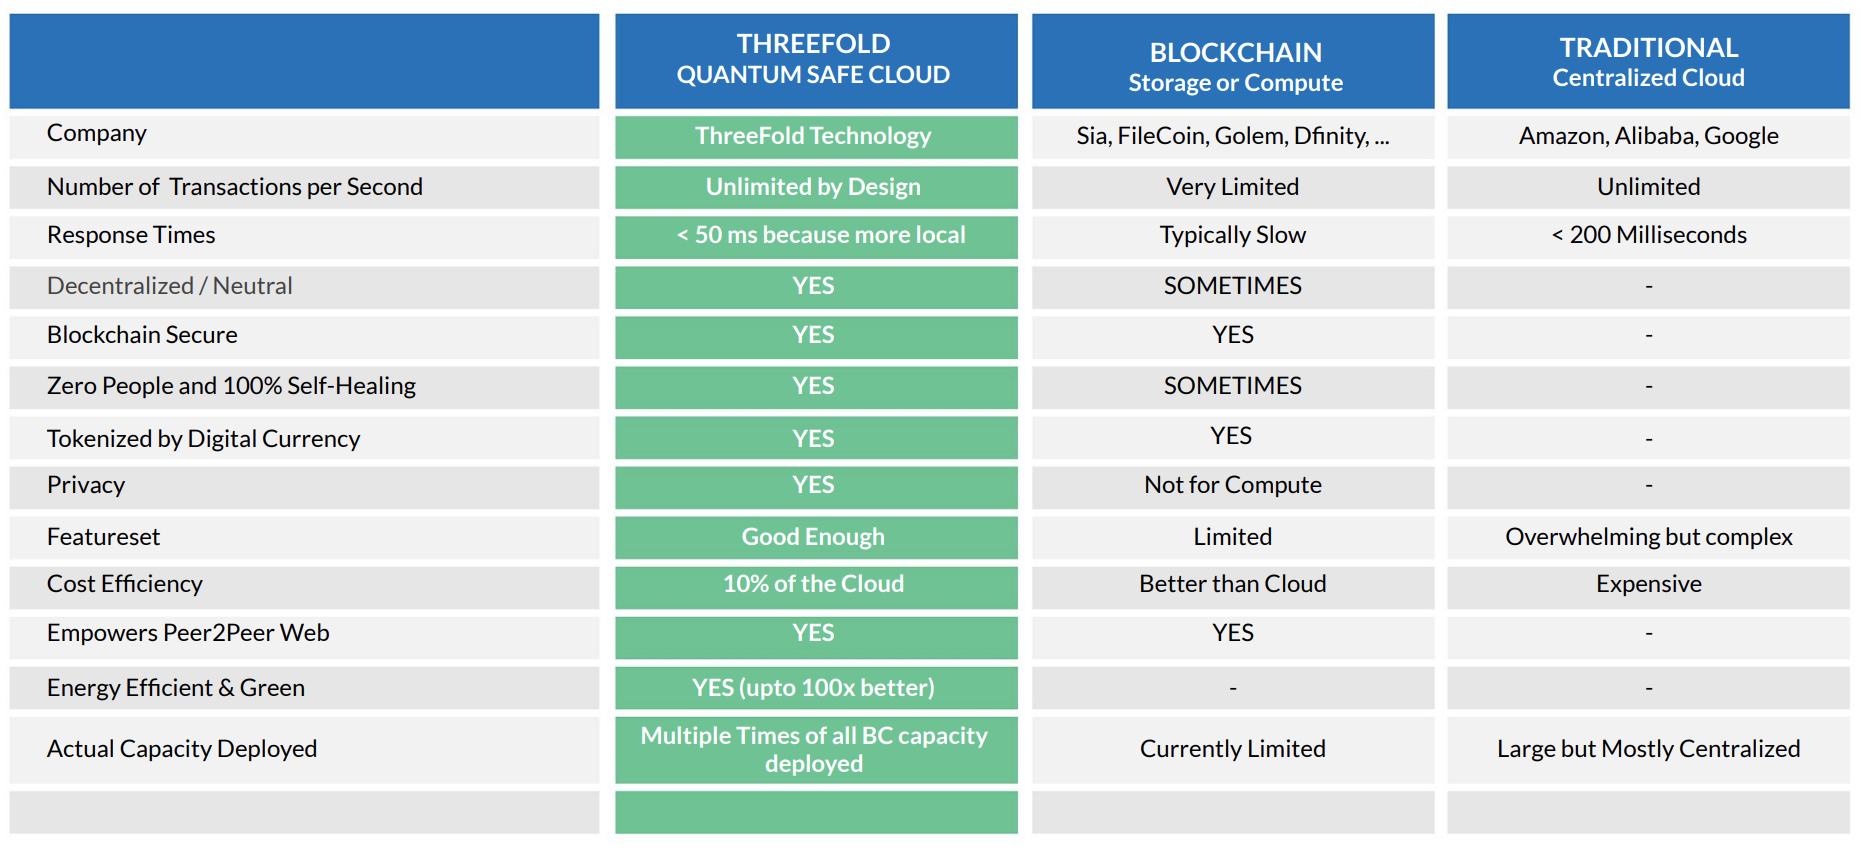 THREEFOLD
QUANTUM SAFE CLOUD
BLOCKCHAIN
Storage or Compute
TRADITIONAL
Centralized Cloud
Company
ThreeFold Technology
Sia, FileCoin, Golem, Dfinity, ...
Amazon, Alibaba, Google
Number of Transactions per Second
Unlimited by Design
Very Limited
Unlimited
Response Times
< 50 ms because more local
Typically Slow
< 200 Milliseconds
Decentralized / Neutral
YES
SOMETIMES
-
Blockchain Secure
YES
YES
-
Zero People and 100% Self-Healing
YES
SOMETIMES
-
Tokenized by Digital Currency
YES
YES
-
Privacy
YES
Not for Compute
-
Featureset
Good Enough
Limited
Overwhelming but complex
Cost Efficiency
10% of the Cloud
Better than Cloud
Expensive
Empowers Peer2Peer Web
YES
YES
-
Energy Efficient & Green
YES (upto 100x better)
-
-
Actual Capacity Deployed
Multiple Times of all BC capacity
deployed
Currently Limited
Large but Mostly Centralized